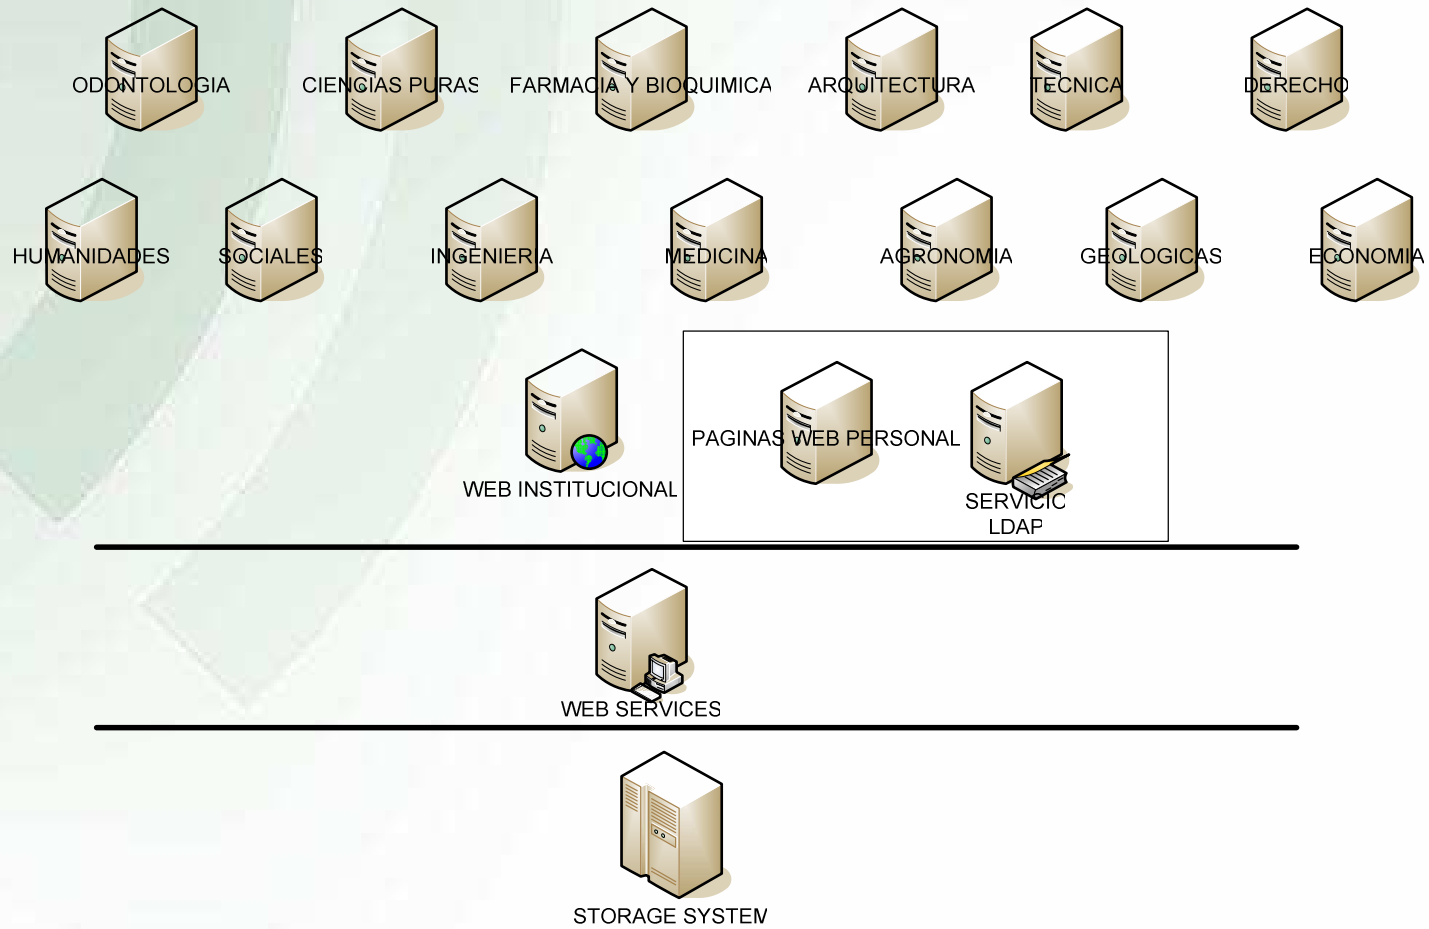 ODONTOLOGIA
CIENCIAS PURAS
FARMACIA Y BIOQUIMICA
ARQUITECTURA
TECNICA
DERECHO
HUMANIDADES
SOCIALES
INGENIERIA
MEDICINA
AGRONOMIA
GEOLOGICAS
ECONOMIA
WEB INSTITUCIONAL
PAGINAS WEB PERSONAL
SERVICIO
LDAP
WEB SERVICES
STORAGE SYSTEM